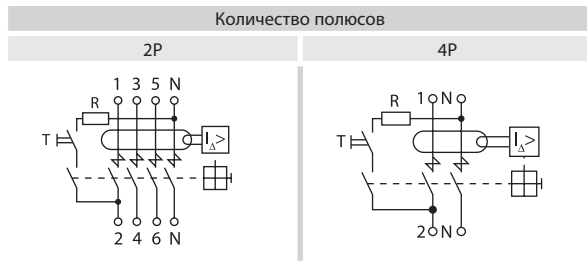 Количество полюсов
2P
4P
1 3 5 N
R
T
I∆>
2 4 6 N
1 N
R
T
I∆>
2 N